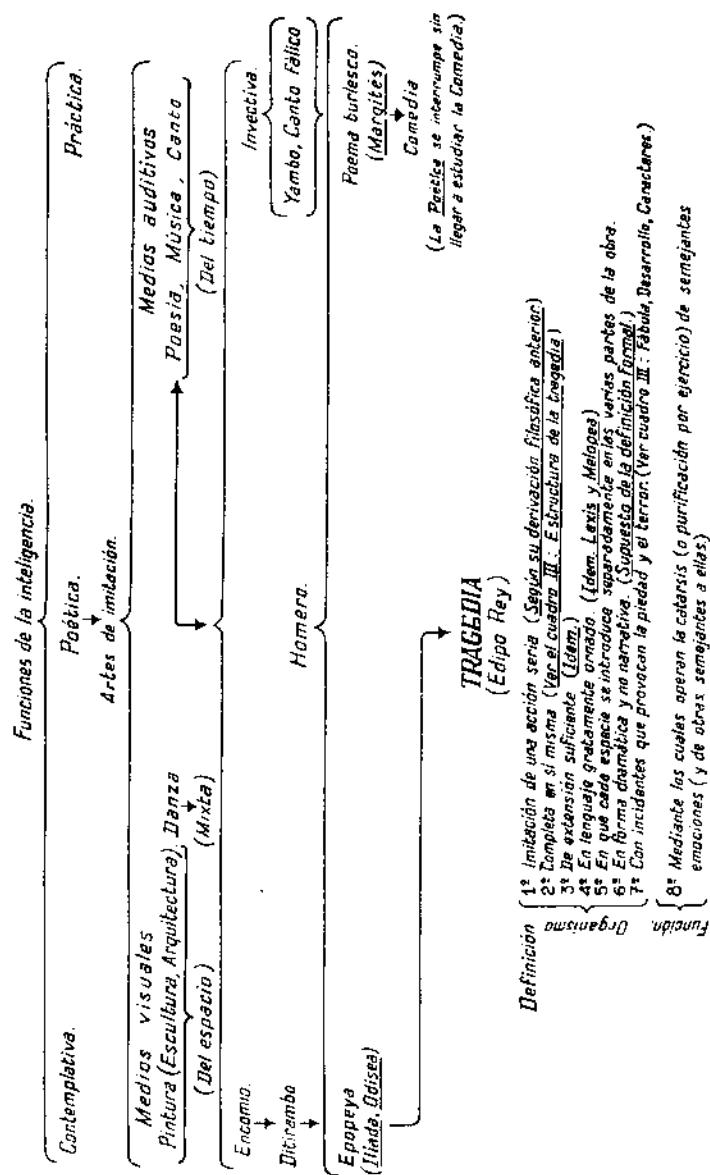 Funciones de la inteligencia.
Contemplativa. Poética. Práctica.
Artes de imitación.
Medios visuales Medios auditivos
Pintura (Escultura, Arquitectura) Danza Poesía, Música, Canto
(Del espacio) (Mixta) (Del tiempo)
Encomio. Invectiva.
Ditirambo Yambo, Canto Fálico
Homero.
Epopeya Poema burlesco.
(Ilíada, Odisea) (Margités)
Comedia
(La Poética se interrumpe sin
llegar a estudiar la Comedia.)
TRAGEDIA
(Edipo Rey)
Definición
Organismo
1º Imitación de una acción seria (Según su derivación filosófica anterior)
2º Completa en sí misma (Ver el cuadro III: Estructura de la tragedia)
3º De extensión suficiente (Idem.)
4º En lenguaje gratamente ornado. (Idem. Lexis y Melopea)
5º En que cada especie se introduce separadamente en las varias partes de la obra.
6º En forma dramática y no narrativa. (Supuesto de la definición formal.)
7º Con incidentes que provocan la piedad y el terror. (Ver cuadro III: Fábula, Desarrollo, Caracteres.)
Función.
8º Mediante los cuales operan la catarsis (o purificación por ejercicio) de semejantes
emociones (y de otras semejantes a ellas.)